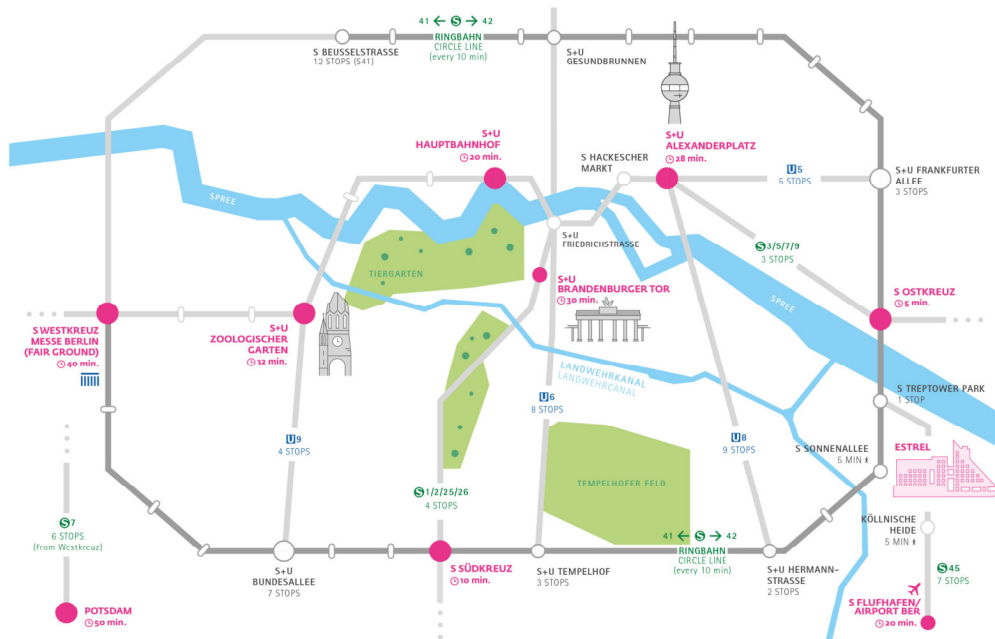 41 ← S → 42
RINGBAHN
CIRCLE LINE
(every 10 min)
S BEUSSELSTRASSE
12 STOPS (S41)
S+U
GESUNDBRUNNEN
S+U
HAUPTBAHNHOF
20 min.
S+U
ALEXANDERPLATZ
28 min.
S HACKESCHER
MARKT
U5
5 STOPS
S+U FRANKFURTER
ALLEE
3 STOPS
SPREE
S+U
FRIEDRICHSTRASSE
S3/5/7/9
3 STOPS
TIERGARTEN
S+U
BRANDENBURGER TOR
30 min.
SPREE
S OSTKREUZ
5 min.
S WESTKREUZ
MESSE BERLIN
(FAIR GROUND)
40 min.
S+U
ZOOLOGISCHER
GARTEN
32 min.
LANDWEHRKANAL
LANDWEHRCANAL
S TREPTOWER PARK
1 STOP
U6
8 STOPS
U9
4 STOPS
U8
9 STOPS
S SONNENALLEE
5 MIN
ESTREL
TEMPELHOFER FELD
S1/2/25/26
4 STOPS
S7
6 STOPS
(from Westkreuz)
KÖLLNISCHE
HEIDE
5 MIN
41 ← S → 42
RINGBAHN
CIRCLE LINE
(every 10 min)
S+U
BUNDESALLEE
7 STOPS
S SÜDKREUZ
10 min.
S+U TEMPELHOF
3 STOPS
S+U HERMANN-
STRASSE
2 STOPS
S45
7 STOPS
POTSDAM
50 min.
S FLUFHAFEN/
AIRPORT BER
20 min.